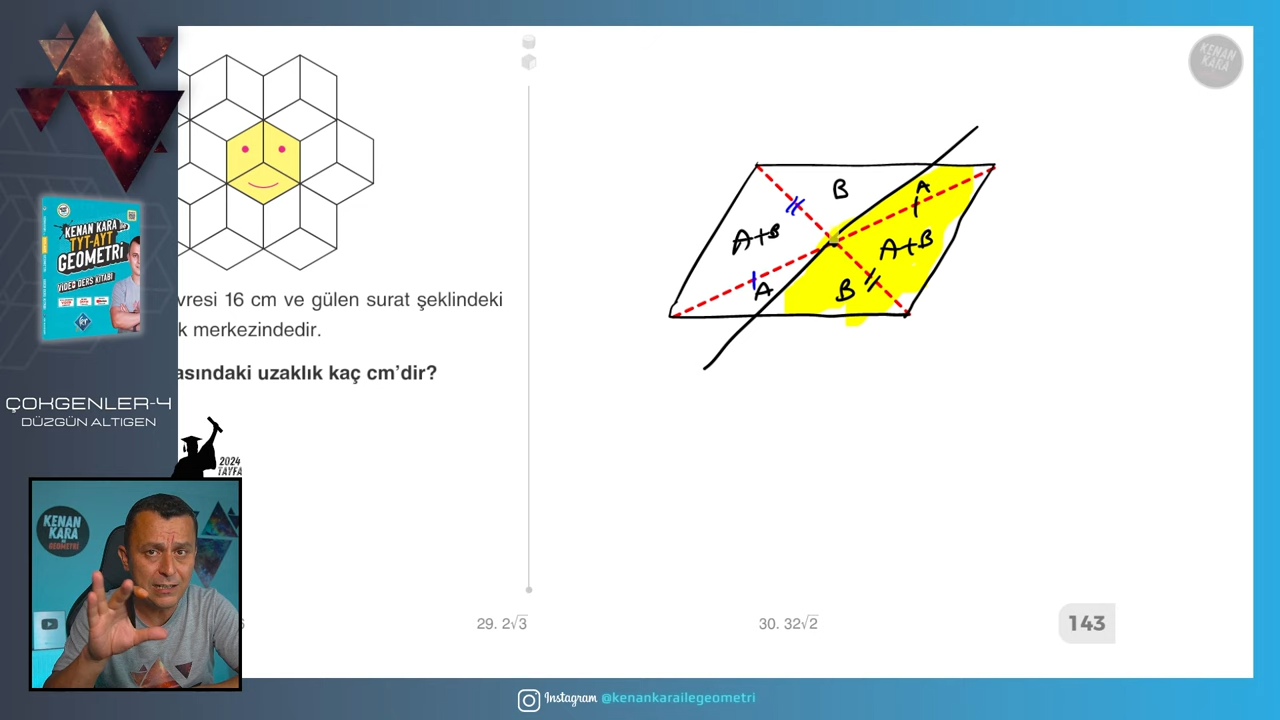 KENAN
KARA
KENAN KARA
TYT-AYT
GEOMETRİ
VİDEO DERS KİTABI
vresi 16 cm ve gülen surat şeklindeki
k merkezindedir.
asındaki uzaklık kaç cm’dir?
B
A
A+B
A+B
A
B
ÇOKGENLER-4
DÜZGÜN ALTIGEN
2024
TAYFA
KENAN
KARA
GEOMETRİ
6
29. 2√3
30. 32√2
143
Instagram @kenankarailegeometri